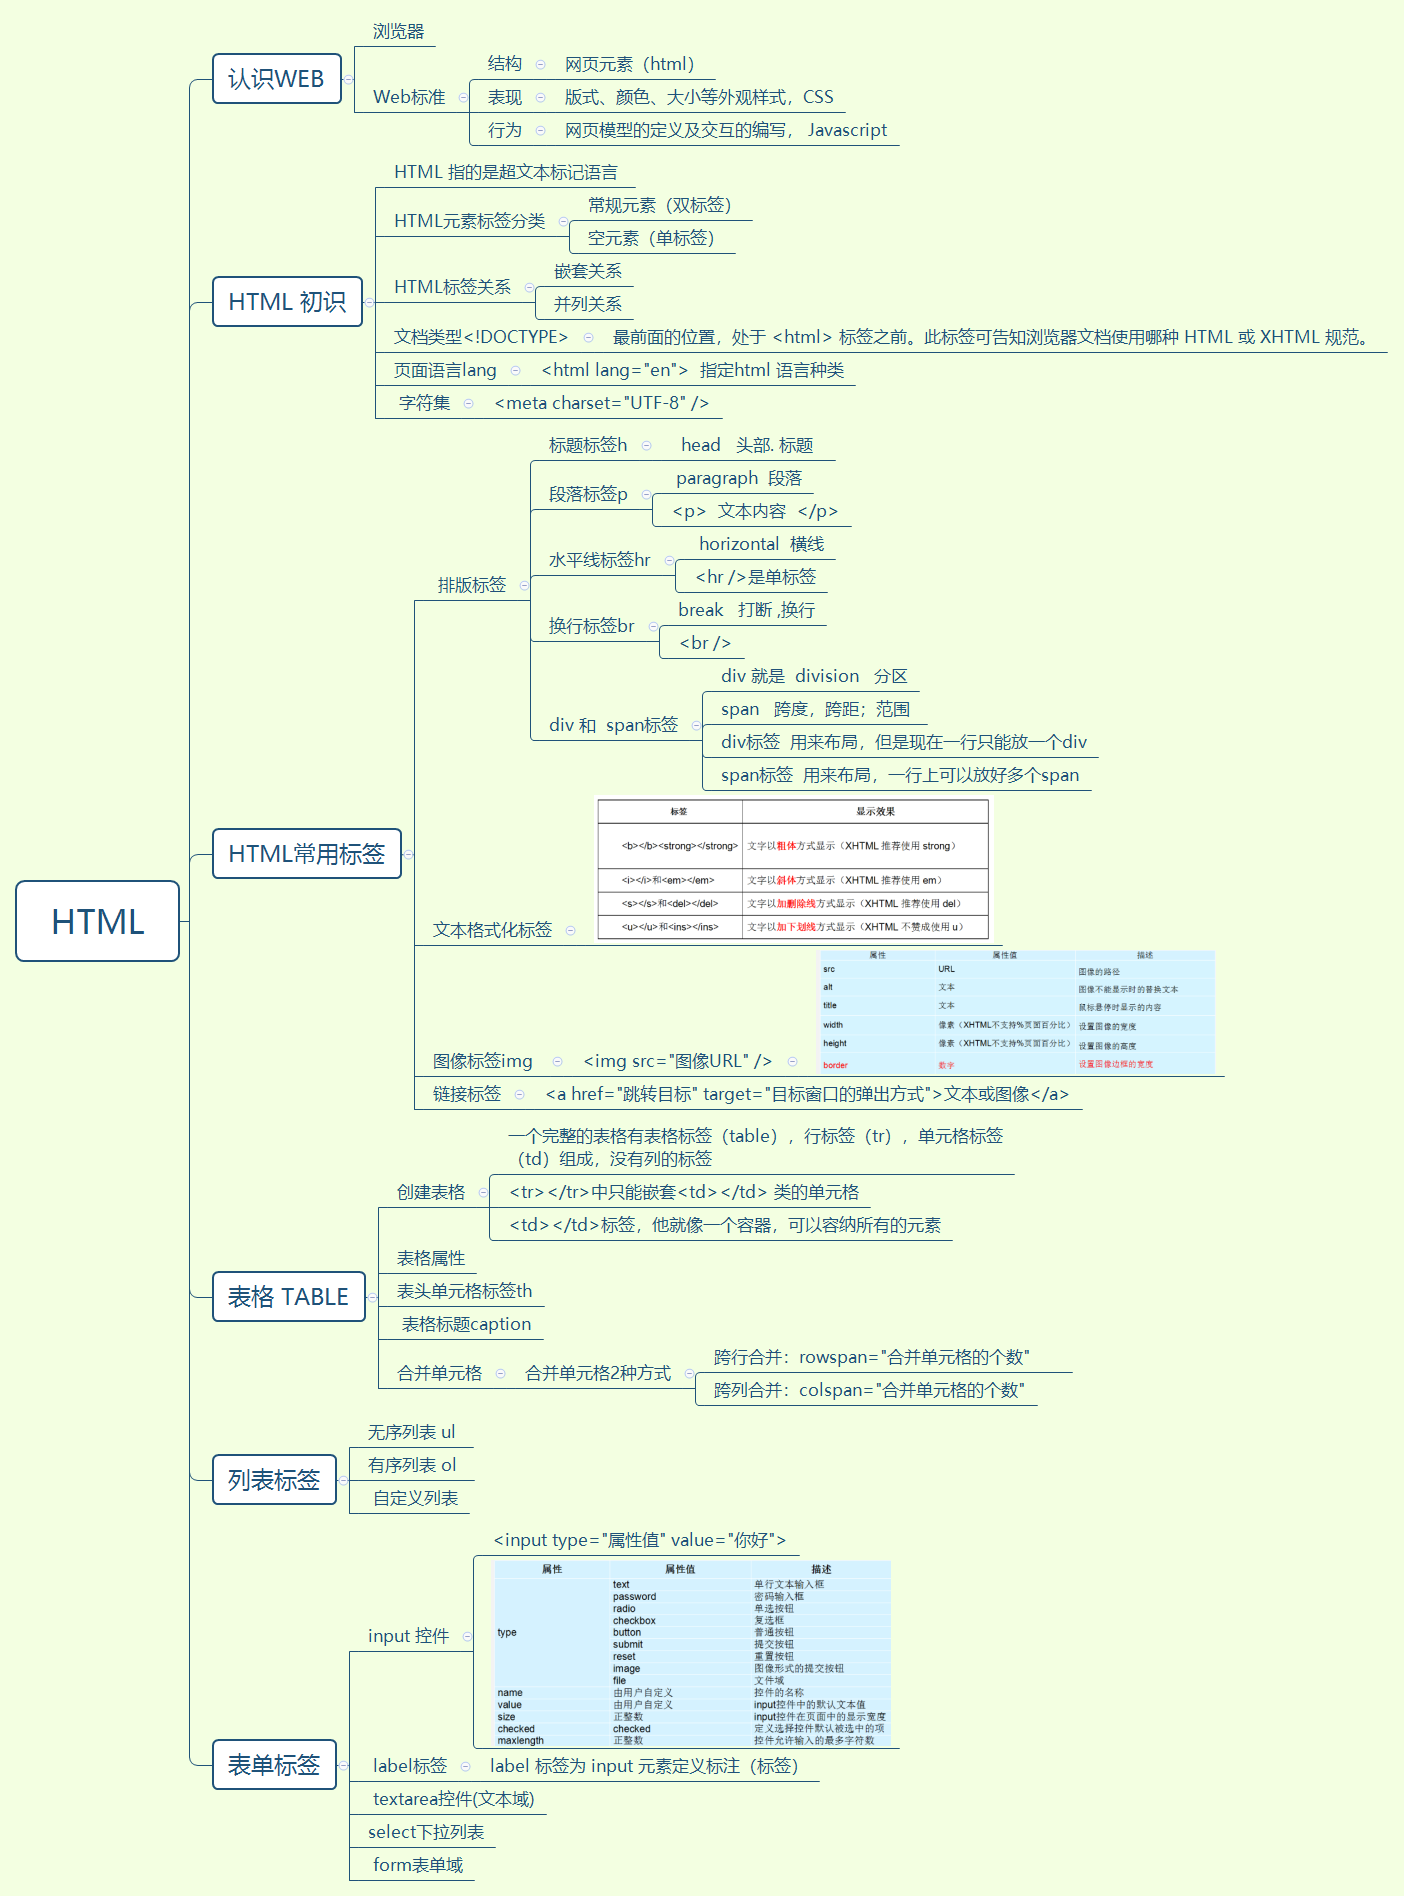 HTML
认识WEB
浏览器
Web标准
结构
网页元素（html）
表现
版式、颜色、大小等外观样式，CSS
行为
网页模型的定义及交互的编写， Javascript
HTML 初识
HTML 指的是超文本标记语言
HTML元素标签分类
常规元素（双标签）
空元素（单标签）
HTML标签关系
嵌套关系
并列关系
文档类型<!DOCTYPE>
最前面的位置，处于 <html> 标签之前。此标签可告知浏览器文档使用哪种 HTML 或 XHTML 规范。
页面语言lang
<html lang="en"> 指定html 语言种类
字符集
<meta charset="UTF-8" />
HTML常用标签
排版标签
标题标签h
head 头部. 标题
段落标签p
paragraph 段落
<p> 文本内容 </p>
水平线标签hr
horizontal 横线
<hr />是单标签
换行标签br
break 打断 ,换行
<br />
div 和 span标签
div 就是 division 分区
span 跨度，跨距；范围
div标签 用来布局，但是现在一行只能放一个div
span标签 用来布局，一行上可以放好多个span
文本格式化标签
标签 显示效果
<b></b><strong></strong> 文字以粗体方式显示（XHTML 推荐使用 strong）
<i></i>和<em></em> 文字以斜体方式显示（XHTML 推荐使用 em）
<s></s>和<del></del> 文字以加删除线方式显示（XHTML 推荐使用 del）
<u></u>和<ins></ins> 文字以加下划线方式显示（XHTML 不赞成使用 u）
图像标签img
<img src="图像URL" />
属性 属性值 描述
src URL 图像的路径
alt 文本 图像不能显示时的替换文本
title 文本 鼠标悬停时显示的内容
width 像素（XHTML不支持%页面百分比） 设置图像的宽度
height 像素（XHTML不支持%页面百分比） 设置图像的高度
border 数字 设置图像边框的宽度
链接标签
<a href="跳转目标" target="目标窗口的弹出方式">文本或图像</a>
表格 TABLE
创建表格
一个完整的表格有表格标签（table），行标签（tr），单元格标签
（td）组成，没有列的标签
<tr></tr>中只能嵌套<td></td> 类的单元格
<td></td>标签，他就像一个容器，可以容纳所有的元素
表格属性
表头单元格标签th
表格标题caption
合并单元格
合并单元格2种方式
跨行合并：rowspan="合并单元格的个数"
跨列合并：colspan="合并单元格的个数"
列表标签
无序列表 ul
有序列表 ol
自定义列表
表单标签
input 控件
<input type="属性值" value="你好">
属性 属性值 描述
type
text 单行文本输入框
password 密码输入框
radio 单选按钮
checkbox 复选框
button 普通按钮
submit 提交按钮
reset 重置按钮
image 图像形式的提交按钮
file 文件域
name 由用户自定义 控件的名称
value 由用户自定义 input控件中的默认文本值
size 正整数 input控件在页面中的显示宽度
checked checked 定义选择控件默认被选中的项
maxlength 正整数 控件允许输入的最多字符数
label标签
label 标签为 input 元素定义标注（标签）
textarea控件(文本域)
select下拉列表
form表单域